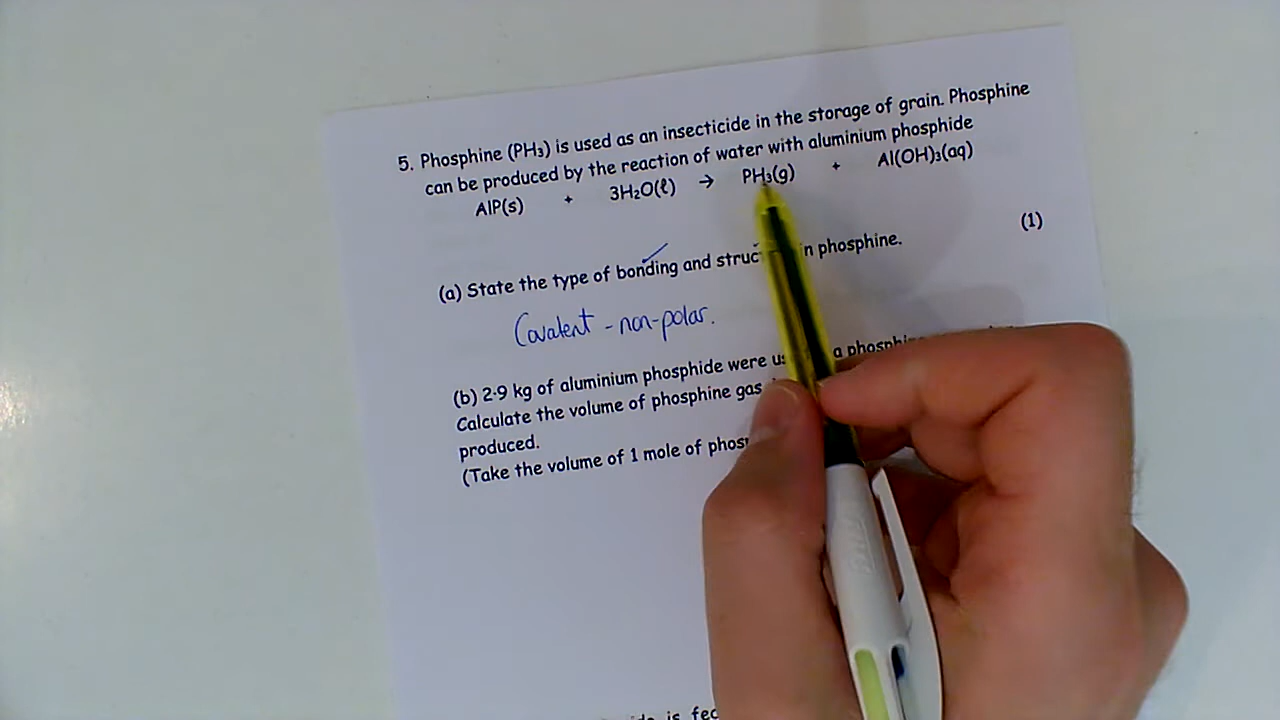 5. Phosphine (PH₃) is used as an insecticide in the storage of grain. Phosphine
can be produced by the reaction of water with aluminium phosphide
AlP(s) + 3H₂O(ℓ) → PH₃(g) + Al(OH)₃(aq)
(a) State the type of bonding and struc in phosphine. (1)
Covalent - non-polar.
(b) 2·9 kg of aluminium phosphide were a
Calculate the volume of phosphine gas
produced.
(Take the volume of 1 mole of
is fed